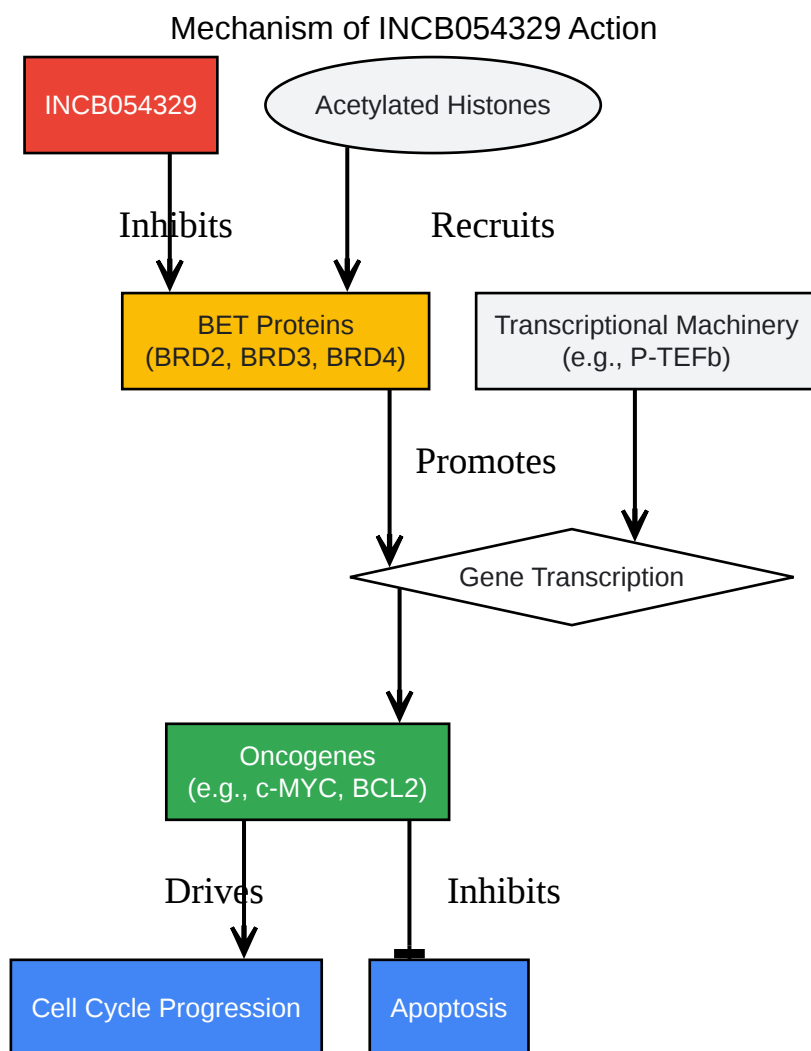 Mechanism of INCB054329 Action
INCB054329
Acetylated Histones
Inhibits
Recruits
BET Proteins
(BRD2, BRD3, BRD4)
Transcriptional Machinery
(e.g., P-TEFb)
Promotes
Gene Transcription
Oncogenes
(e.g., c-MYC, BCL2)
Drives
Inhibits
Cell Cycle Progression
Apoptosis